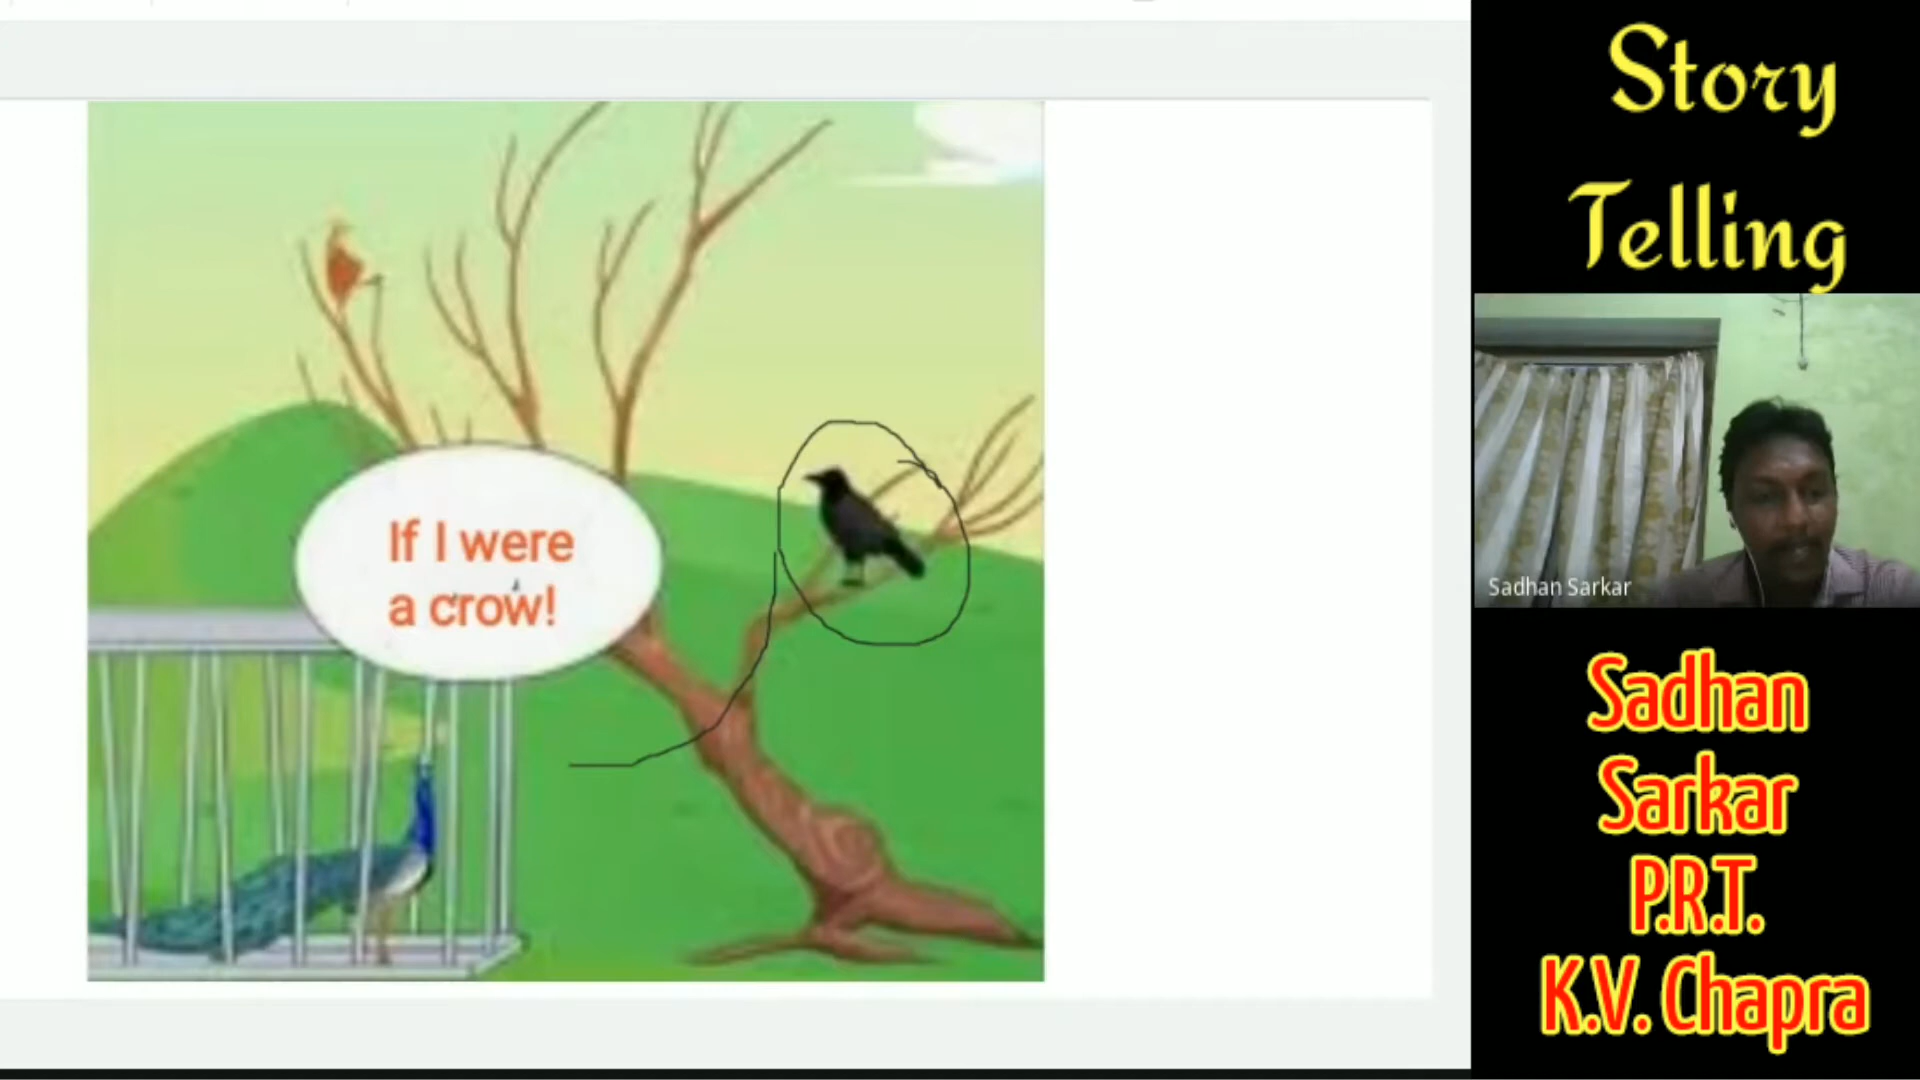 If I were
a crow!
Story
Telling
Sadhan Sarkar
Sadhan
Sarkar
P.R.T.
K.V. Chapra